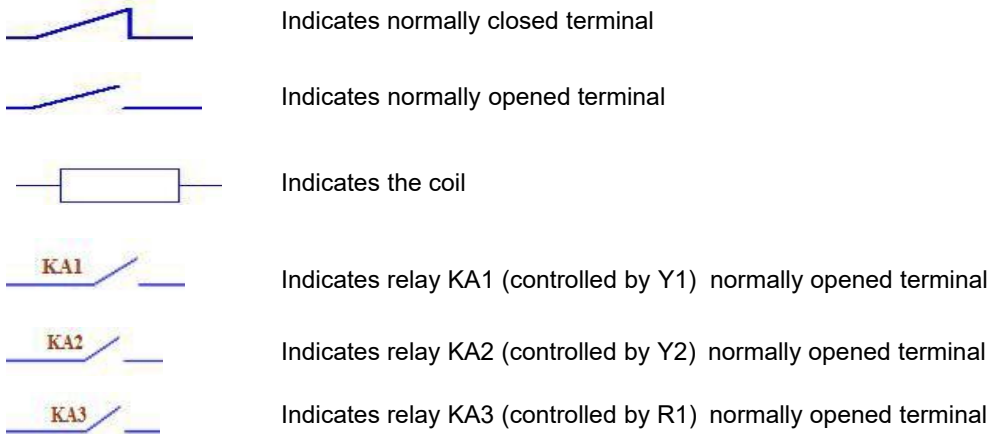 Indicates normally closed terminal
Indicates normally opened terminal
Indicates the coil
KA1 Indicates relay KA1 (controlled by Y1) normally opened terminal
KA2 Indicates relay KA2 (controlled by Y2) normally opened terminal
KA3 Indicates relay KA3 (controlled by R1) normally opened terminal